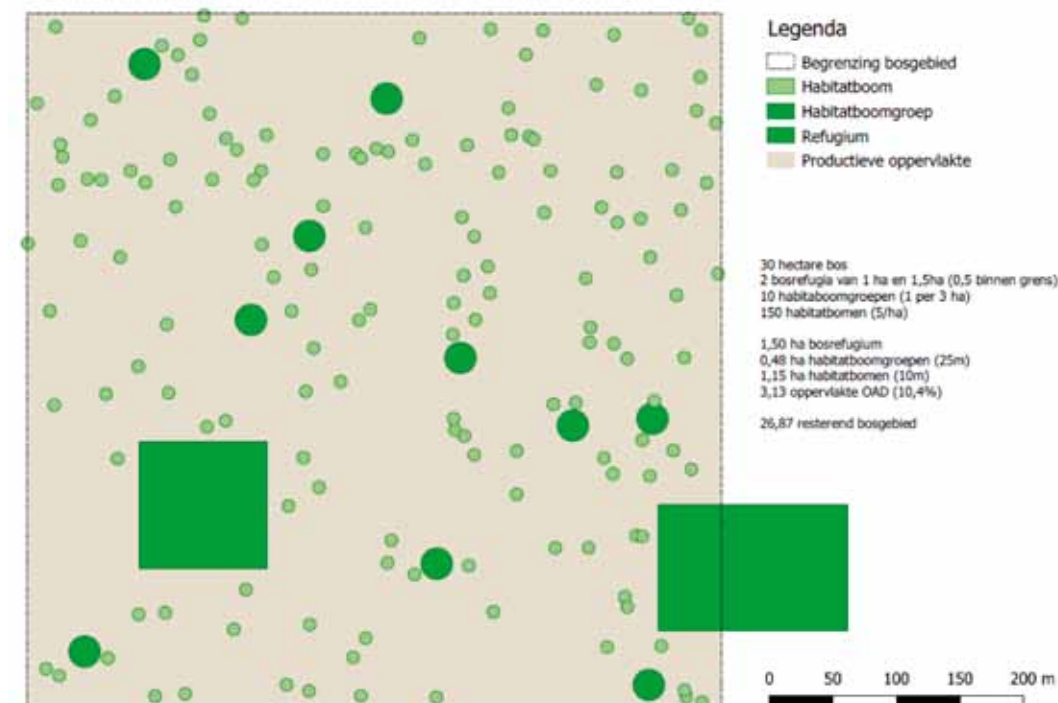 Legenda
Begrenzing bosgebied
Habitatboom
Habitatboomgroep
Refugium
Productieve oppervlakte
30 hectare bos
2 bosrefugia van 1 ha en 1,5ha (0,5 binnen grens)
10 habitaboomgroepen (1 per 3 ha)
150 habitatbomen (5/ha)
1,50 ha bosrefugium
0,48 ha habitatboomgroepen (25m)
1,15 ha habitatbomen (10m)
3,13 oppervlakte OAD (10,4%)
26,87 resterend bosgebied
0 50 100 150 200 m